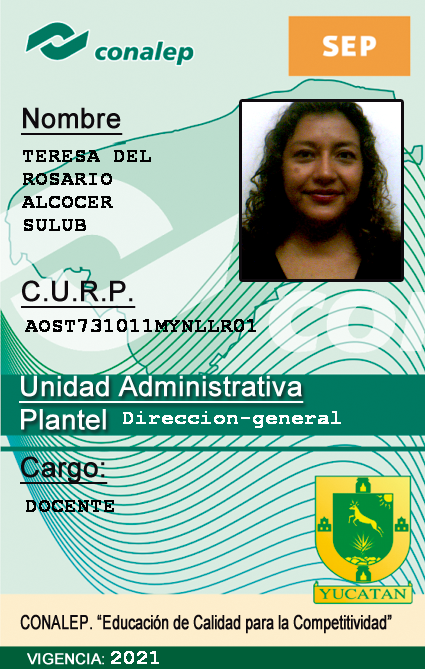 conalep
SEP
Nombre
TERESA DEL
ROSARIO
ALCOCER
SULUB
C.U.R.P.
AOST731011MYNLLR01
Unidad Administrativa
Plantel Direccion-general
Cargo:
DOCENTE
YUCATAN
CONALEP. “Educación de Calidad para la Competitividad”
VIGENCIA: 2021